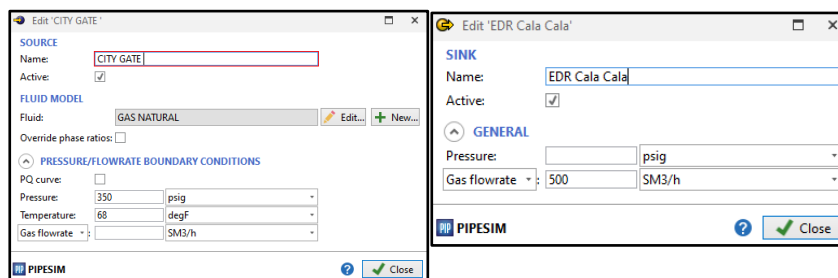 Edit 'CITY GATE '
SOURCE
Name: CITY GATE
Active:
FLUID MODEL
Fluid: GAS NATURAL Edit... New...
Override phase ratios:
PRESSURE/FLOWRATE BOUNDARY CONDITIONS
PQ curve:
Pressure: 350 psig
Temperature: 68 degF
Gas flowrate : SM3/h
PIP PIPESIM ? Close
Edit 'EDR Cala Cala'
SINK
Name: EDR Cala Cala
Active:
GENERAL
Pressure: psig
Gas flowrate : 500 SM3/h
PIP PIPESIM ? Close